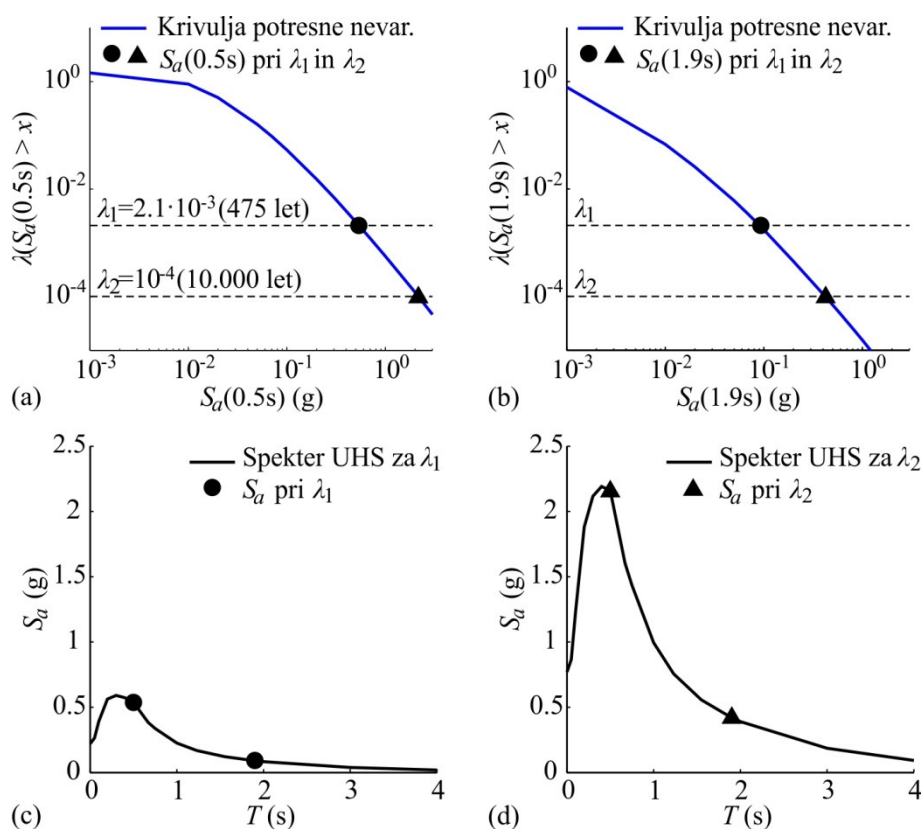 Krivulja potresne nevar.
Sa(0.5s) pri λ1 in λ2
10^0
10^-2
10^-4
λ(Sa(0.5s) > x)
λ1=2.1·10^-3 (475 let)
λ2=10^-4 (10.000 let)
10^-3
10^-2
10^-1
10^0
Sa(0.5s) (g)
(a)
Krivulja potresne nevar.
Sa(1.9s) pri λ1 in λ2
10^0
10^-2
10^-4
λ(Sa(1.9s) > x)
λ1
λ2
10^-3
10^-2
10^-1
10^0
Sa(1.9s) (g)
(b)
Spekter UHS za λ1
Sa pri λ1
2.5
2
1.5
1
0.5
0
Sa (g)
0 1 2 3 4
T (s)
(c)
Spekter UHS za λ2
Sa pri λ2
2.5
2
1.5
1
0.5
0
Sa (g)
0 1 2 3 4
T (s)
(d)